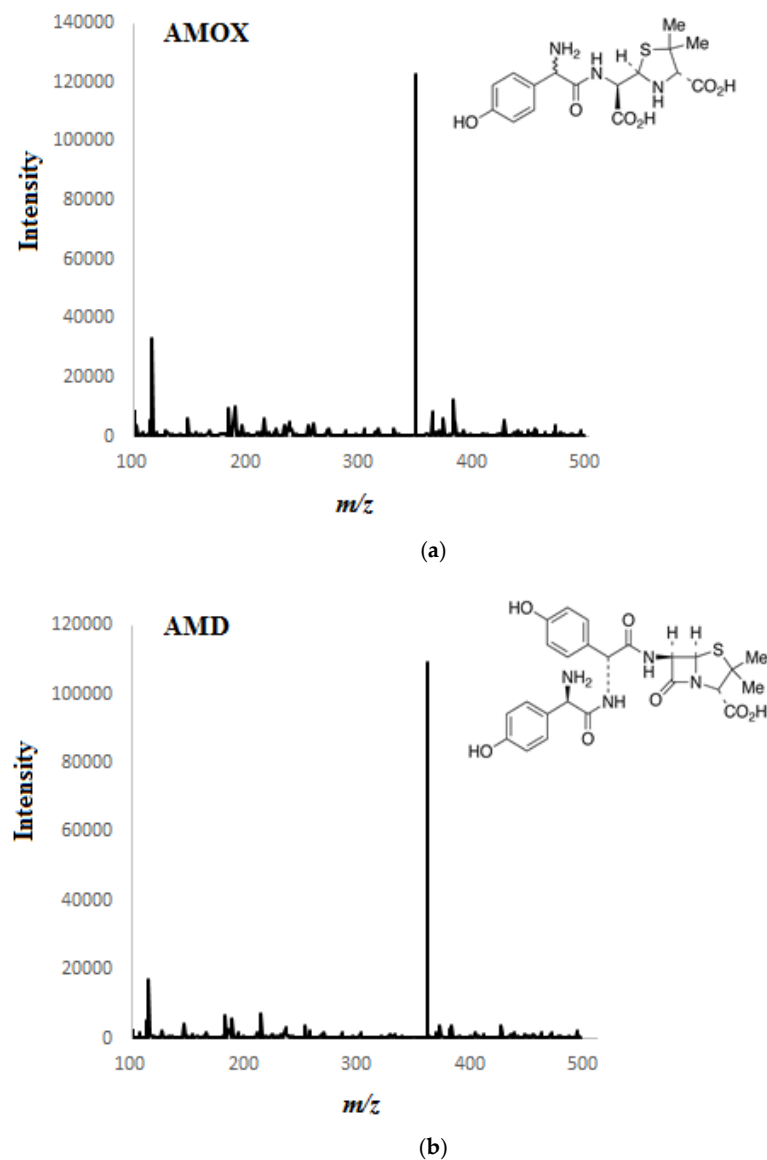 AMOX
140000
120000
100000
80000
60000
40000
20000
0
Intensity
100 200 300 400 500
m/z
NH2
H
N
O
HO
CO2H
H
S
Me
Me
N
H
CO2H
(a)
AMD
120000
100000
80000
60000
40000
20000
0
Intensity
100 200 300 400 500
m/z
HO
O
H H
N
H
S
Me
Me
O
N
CO2H
NH2
NH
O
HO
(b)